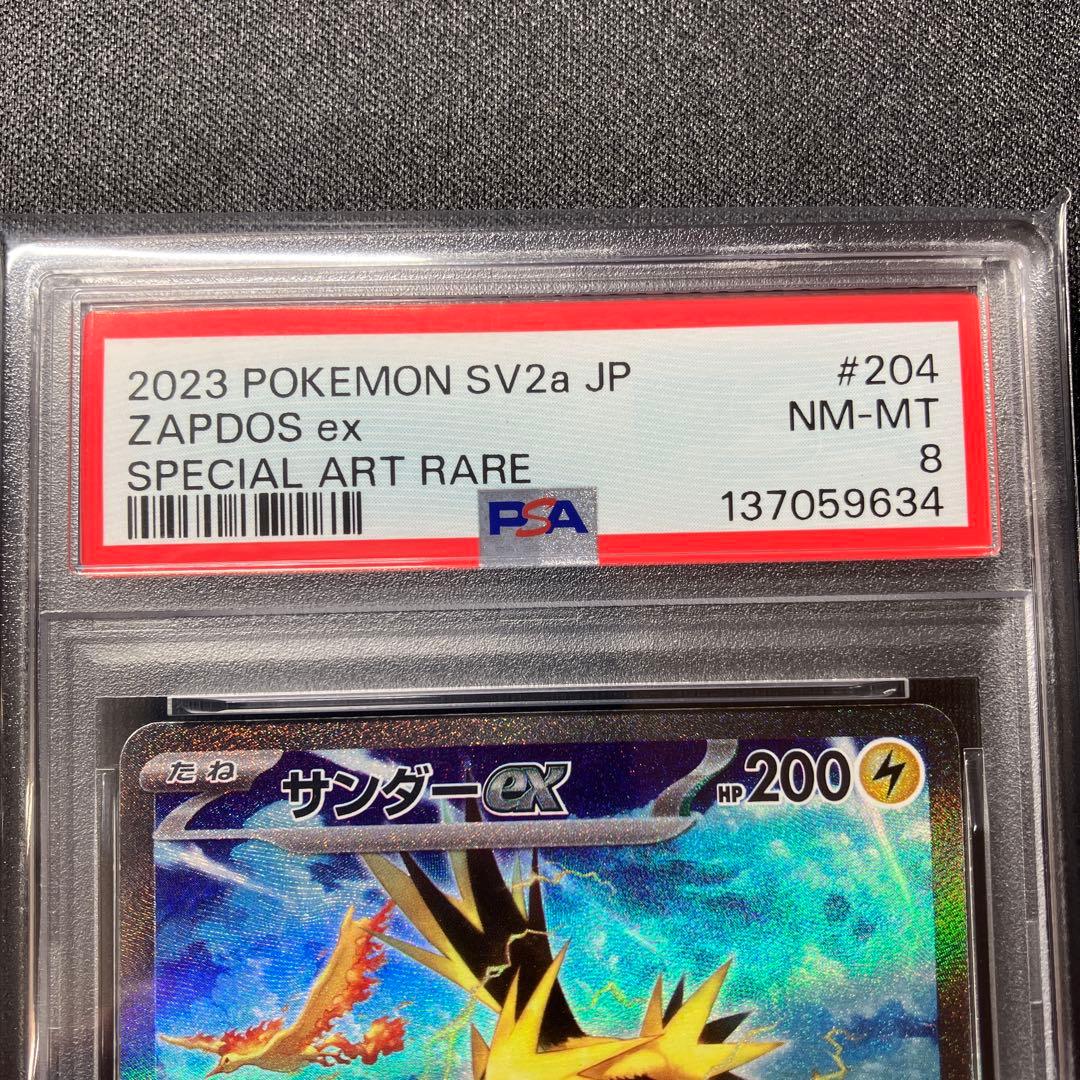 2023 POKEMON SV2a JP #204
ZAPDOS ex NM-MT
SPECIAL ART RARE 8
PSA 137059634
たね サンダーex HP200